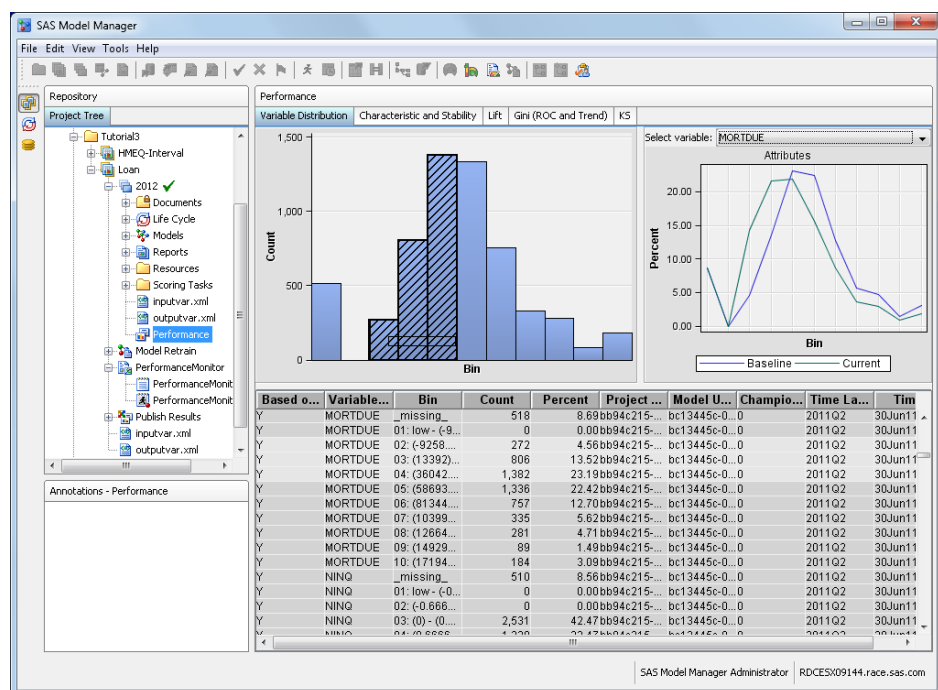 SAS Model Manager
File Edit View Tools Help
Repository
Project Tree
Tutorial3
HMEQ-Interval
Loan
2012
Documents
Life Cycle
Models
Reports
Resources
Scoring Tasks
inputvar.xml
outputvar.xml
Performance
Model Retrain
PerformanceMonitor
PerformanceMonit
PerformanceMonit
Publish Results
inputvar.xml
outputvar.xml
Annotations - Performance
Performance
Variable Distribution Characteristic and Stability Lift Gini (ROC and Trend) KS
1,500
1,000
500
0
Count
Bin
Select variable: MORTDUE
Attributes
20.00
15.00
10.00
5.00
0.00
Percent
Bin
Baseline Current
Based o... Variable... Bin Count Percent Project ... Model U... Champio... Time La... Tim
Y MORTDUE _missing_ 518 8.69 bb94c215-... bc13445c-0... 0 2011Q2 30Jun11
Y MORTDUE 01: low - (-9... 0 0.00 bb94c215-... bc13445c-0... 0 2011Q2 30Jun11
Y MORTDUE 02: (-9258.... 272 4.56 bb94c215-... bc13445c-0... 0 2011Q2 30Jun11
Y MORTDUE 03: (13392)... 806 13.52 bb94c215-... bc13445c-0... 0 2011Q2 30Jun11
Y MORTDUE 04: (36042.... 1,382 23.19 bb94c215-... bc13445c-0... 0 2011Q2 30Jun11
Y MORTDUE 05: (58693.... 1,336 22.42 bb94c215-... bc13445c-0... 0 2011Q2 30Jun11
Y MORTDUE 06: (81344.... 757 12.70 bb94c215-... bc13445c-0... 0 2011Q2 30Jun11
Y MORTDUE 07: (10399... 335 5.62 bb94c215-... bc13445c-0... 0 2011Q2 30Jun11
Y MORTDUE 08: (12664... 281 4.71 bb94c215-... bc13445c-0... 0 2011Q2 30Jun11
Y MORTDUE 09: (14929... 89 1.49 bb94c215-... bc13445c-0... 0 2011Q2 30Jun11
Y MORTDUE 10: (17194... 184 3.09 bb94c215-... bc13445c-0... 0 2011Q2 30Jun11
Y NINQ _missing_ 510 8.56 bb94c215-... bc13445c-0... 0 2011Q2 30Jun11
Y NINQ 01: low - (-0... 0 0.00 bb94c215-... bc13445c-0... 0 2011Q2 30Jun11
Y NINQ 02: (-0.666... 0 0.00 bb94c215-... bc13445c-0... 0 2011Q2 30Jun11
Y NINQ 03: (0) - (0.... 2,531 42.47 bb94c215-... bc13445c-0... 0 2011Q2 30Jun11
SAS Model Manager Administrator RDCESX09144.race.sas.com